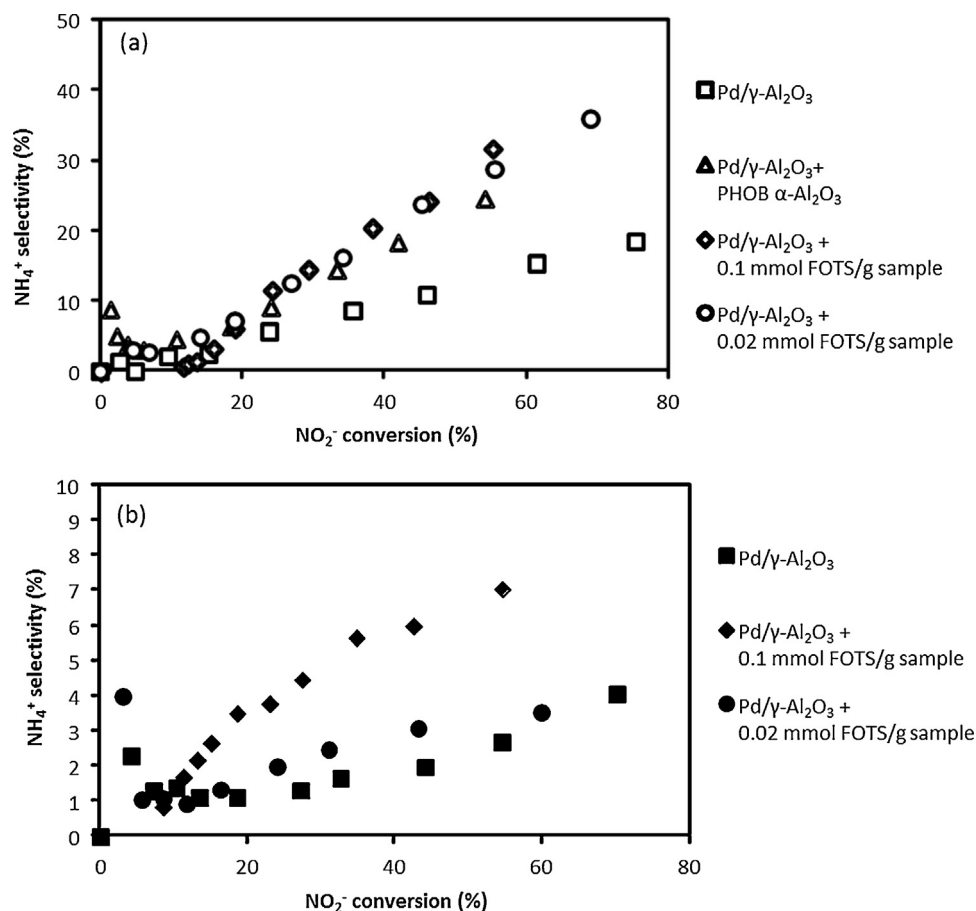 50
(a)
40
30
20
10
0
NH₄⁺ selectivity (%)
0 20 40 60 80
NO₂⁻ conversion (%)
Pd/γ-Al₂O₃
Pd/γ-Al₂O₃+
PHOB α-Al₂O₃
Pd/γ-Al₂O₃ +
0.1 mmol FOTS/g sample
Pd/γ-Al₂O₃ +
0.02 mmol FOTS/g sample
10
(b)
9
8
7
6
5
4
3
2
1
0
NH₄⁺ selectivity (%)
0 20 40 60 80
NO₂⁻ conversion (%)
Pd/γ-Al₂O₃
Pd/γ-Al₂O₃ +
0.1 mmol FOTS/g sample
Pd/γ-Al₂O₃ +
0.02 mmol FOTS/g sample